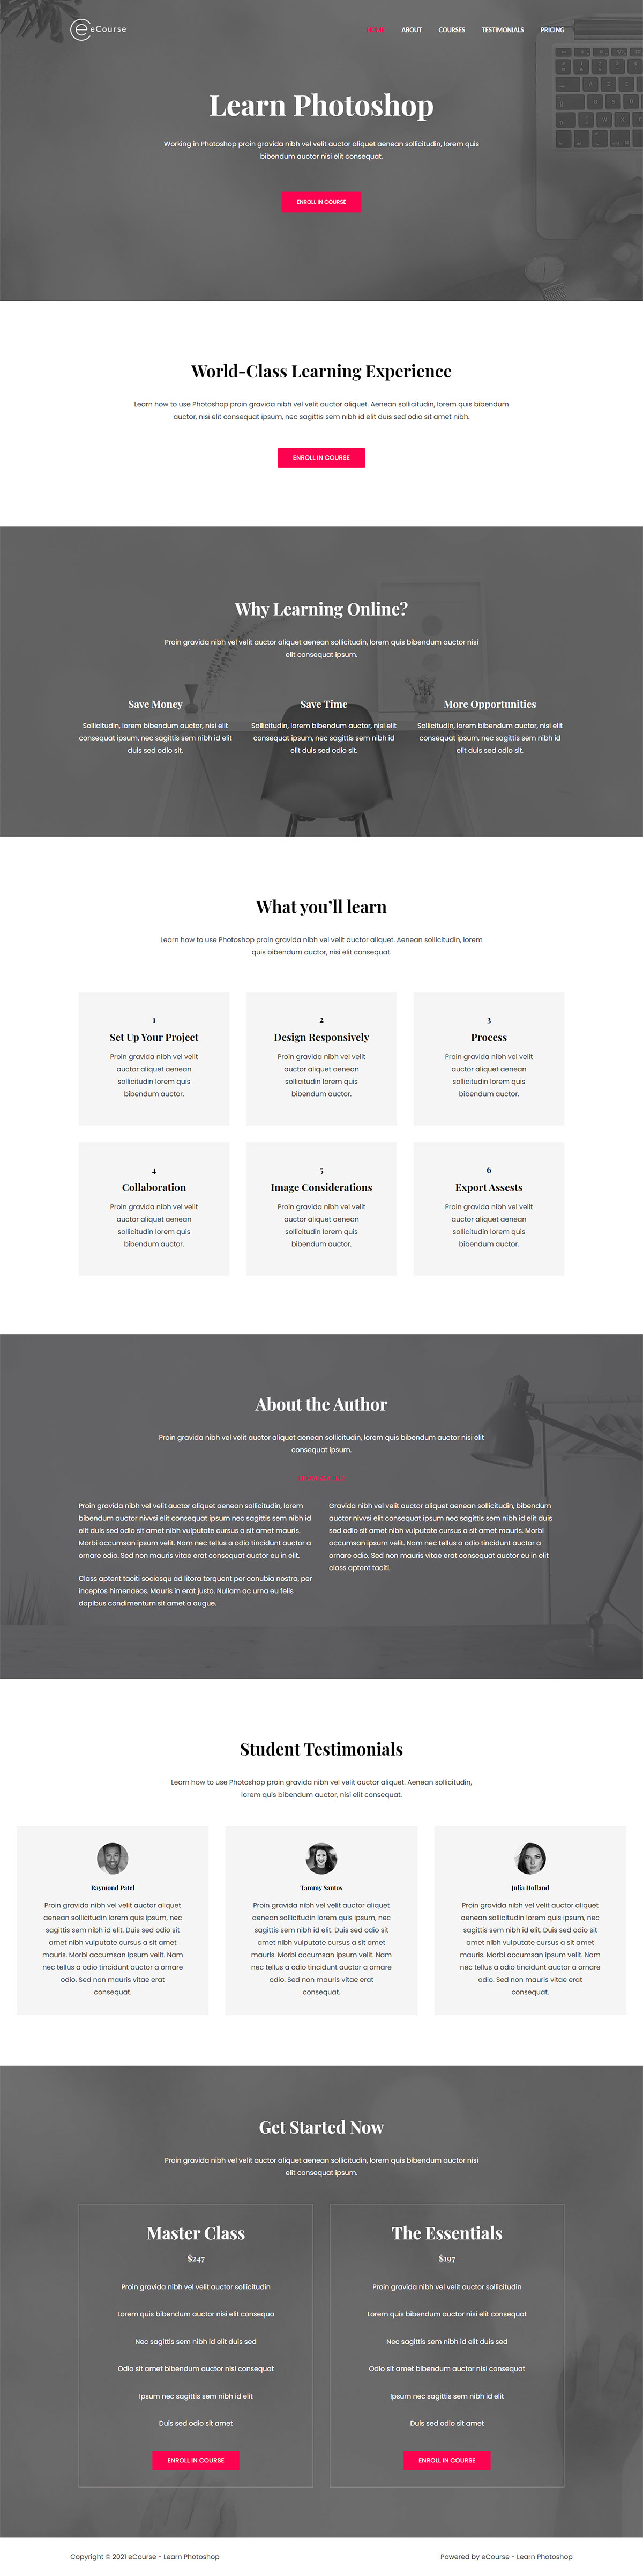 eCourse
HOME ABOUT COURSES TESTIMONIALS PRICING
Learn Photoshop
Working in Photoshop proin gravida nibh vel velit auctor aliquet aenean sollicitudin, lorem quis
bibendum auctor nisi elit consequat.
ENROLL IN COURSE
World-Class Learning Experience
Learn how to use Photoshop proin gravida nibh vel velit auctor aliquet. Aenean sollicitudin, lorem quis bibendum
auctor, nisi elit consequat ipsum, nec sagittis sem nibh id elit duis sed odio sit amet nibh.
ENROLL IN COURSE
Why Learning Online?
Proin gravida nibh vel velit auctor aliquet aenean sollicitudin, lorem quis bibendum auctor nisi
elit consequat ipsum.
Save Money
Sollicitudin, lorem bibendum auctor, nisi elit
consequat ipsum, nec sagittis sem nibh id elit
duis sed odio sit.
Save Time
Sollicitudin, lorem bibendum auctor, nisi elit
consequat ipsum, nec sagittis sem nibh id
elit duis sed odio sit.
More Opportunities
Sollicitudin, lorem bibendum auctor, nisi elit
consequat ipsum, nec sagittis sem nibh id
elit duis sed odio sit.
What you'll learn
Learn how to use Photoshop proin gravida nibh vel velit auctor aliquet. Aenean sollicitudin, lorem
quis bibendum auctor, nisi elit consequat.
1
Set Up Your Project
Proin gravida nibh vel velit
auctor aliquet aenean
sollicitudin lorem quis
bibendum auctor.
2
Design Responsively
Proin gravida nibh vel velit
auctor aliquet aenean
sollicitudin lorem quis
bibendum auctor.
3
Process
Proin gravida nibh vel velit
auctor aliquet aenean
sollicitudin lorem quis
bibendum auctor.
4
Collaboration
Proin gravida nibh vel velit
auctor aliquet aenean
sollicitudin lorem quis
bibendum auctor.
5
Image Considerations
Proin gravida nibh vel velit
auctor aliquet aenean
sollicitudin lorem quis
bibendum auctor.
6
Export Assests
Proin gravida nibh vel velit
auctor aliquet aenean
sollicitudin lorem quis
bibendum auctor.
About the Author
Proin gravida nibh vel velit auctor aliquet aenean sollicitudin, lorem quis bibendum auctor nisi elit
consequat ipsum.
Proin gravida nibh vel velit auctor aliquet aenean sollicitudin, lorem
bibendum auctor nivvsi elit consequat ipsum nec sagittis sem nibh id
elit duis sed odio sit amet nibh vulputate cursus a sit amet mauris.
Morbi accumsan ipsum velit. Nam nec tellus a odio tincidunt auctor a
ornare odio. Sed non mauris vitae erat consequat auctor eu in elit.
Class aptent taciti sociosqu ad litora torquent per conubia nostra, per
inceptos himenaeos. Mauris in erat justo. Nullam ac urna eu felis
dapibus condimentum sit amet a augue.
Gravida nibh vel velit auctor aliquet aenean sollicitudin, bibendum
auctor nivvsi elit consequat ipsum nec sagittis sem nibh id elit duis
sed odio sit amet nibh vulputate cursus a sit amet mauris. Morbi
accumsan ipsum velit. Nam nec tellus a odio tincidunt auctor a
ornare odio. Sed non mauris vitae erat consequat auctor eu in elit
class aptent taciti.
Student Testimonials
Learn how to use Photoshop proin gravida nibh vel velit auctor aliquet. Aenean sollicitudin,
lorem quis bibendum auctor, nisi elit consequat.
Raymond Patel
Proin gravida nibh vel velit auctor aliquet
aenean sollicitudin lorem quis ipsum, nec
sagittis sem nibh id elit. Duis sed odio sit
amet nibh vulputate cursus a sit amet
mauris. Morbi accumsan ipsum velit. Nam
nec tellus a odio tincidunt auctor a ornare
odio. Sed non mauris vitae erat
consequat.
Tammy Santos
Proin gravida nibh vel velit auctor aliquet
aenean sollicitudin lorem quis ipsum, nec
sagittis sem nibh id elit. Duis sed odio sit
amet nibh vulputate cursus a sit amet
mauris. Morbi accumsan ipsum velit. Nam
nec tellus a odio tincidunt auctor a ornare
odio. Sed non mauris vitae erat
consequat.
Julia Holland
Proin gravida nibh vel velit auctor aliquet
aenean sollicitudin lorem quis ipsum, nec
sagittis sem nibh id elit. Duis sed odio sit
amet nibh vulputate cursus a sit amet
mauris. Morbi accumsan ipsum velit. Nam
nec tellus a odio tincidunt auctor a ornare
odio. Sed non mauris vitae erat
consequat.
Get Started Now
Proin gravida nibh vel velit auctor aliquet aenean sollicitudin, lorem quis bibendum auctor nisi
elit consequat ipsum.
Master Class
$247
Proin gravida nibh vel velit auctor sollicitudin
Lorem quis bibendum auctor nisi elit consequa
Nec sagittis sem nibh id elit duis sed
Odio sit amet bibendum auctor nisi consequat
Ipsum nec sagittis sem nibh id elit
Duis sed odio sit amet
ENROLL IN COURSE
The Essentials
$197
Proin gravida nibh vel velit auctor sollicitudin
Lorem quis bibendum auctor nisi elit consequat
Nec sagittis sem nibh id elit duis sed
Odio sit amet bibendum auctor nisi consequat
Ipsum nec sagittis sem nibh id elit
Duis sed odio sit amet
ENROLL IN COURSE
Copyright © 2021 eCourse - Learn Photoshop
Powered by eCourse - Learn Photoshop